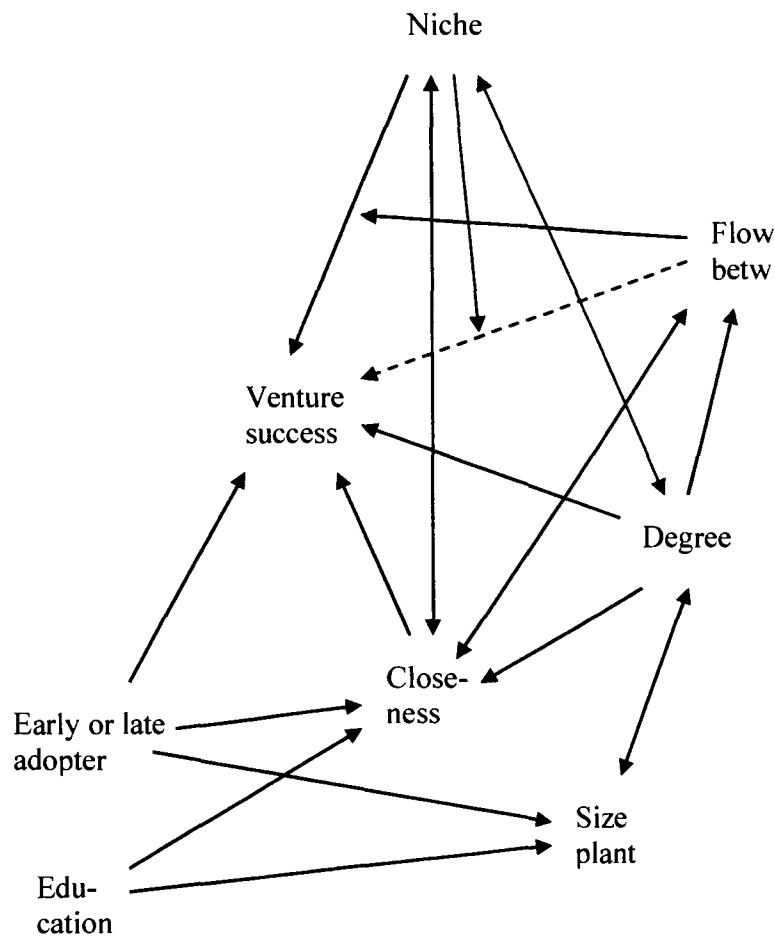 Niche
Flow
betw
Venture
success
Degree
Close-
ness
Early or late
adopter
Size
plant
Edu-
cation